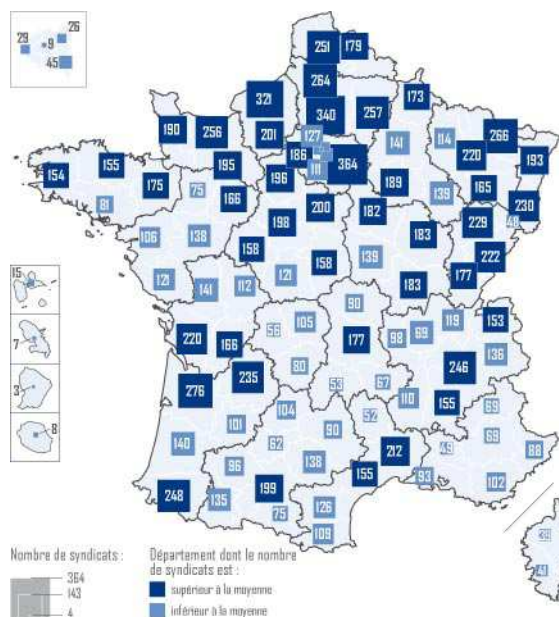 26
29
9
45
251 179
264
321 173
340 257
190 256 201 127 141 114 266
220 193
186 364
154 155 195 111 189 165
175 196 139 230
81 75 166 200 182 229 48
198 183
106 138 222
158 139
158 177
121 121 183
141 112
15
90
105 119 153
56
220 166 177 98 69
7
136
246
80
235 67
276 53 155
3
110 69
104 52
101
8
90 69
140 62 212 49
88
138
96 155
93
199 102
248 135 126
75
109
Nombre de syndicats :
364
143
4
Département dont le nombre
de syndicats est :
supérieur à la moyenne
inférieur à la moyenne